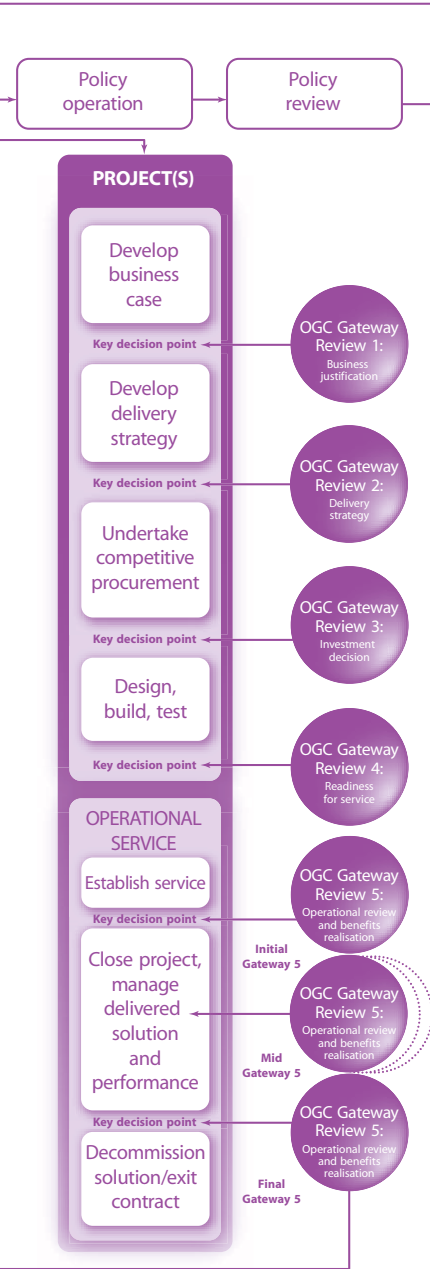 Policy
operation
Policy
review
PROJECT(S)
Develop
business
case
Key decision point
OGC Gateway
Review 1:
Business
justification
Develop
delivery
strategy
Key decision point
OGC Gateway
Review 2:
Delivery
strategy
Undertake
competitive
procurement
Key decision point
OGC Gateway
Review 3:
Investment
decision
Design,
build, test
Key decision point
OGC Gateway
Review 4:
Readiness
for service
OPERATIONAL
SERVICE
Establish service
Key decision point
OGC Gateway
Review 5:
Operational review
and benefits
realisation
Initial
Gateway 5
Close project,
manage
delivered
solution
and
performance
OGC Gateway
Review 5:
Operational review
and benefits
realisation
Mid
Gateway 5
Key decision point
OGC Gateway
Review 5:
Operational review
and benefits
realisation
Decommission
solution/exit
contract
Final
Gateway 5